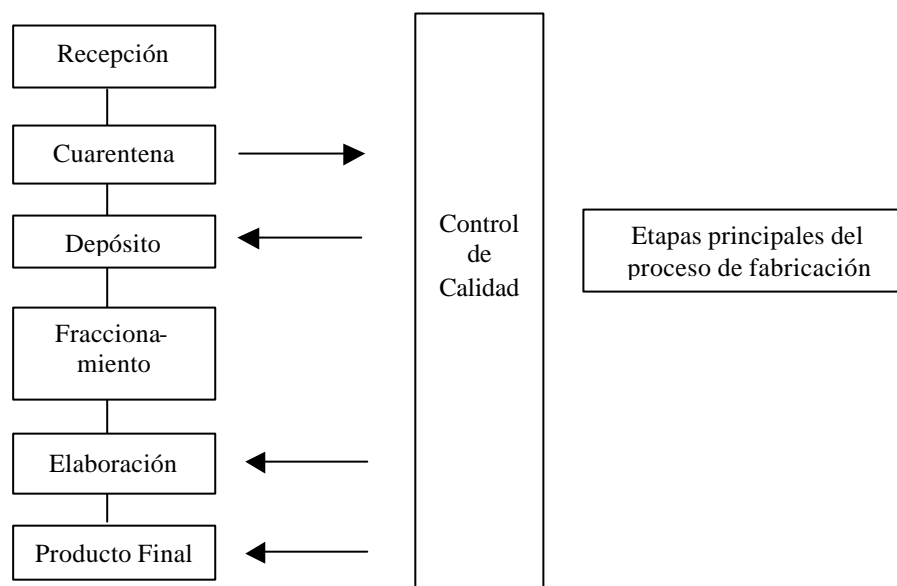 Recepción
Cuarentena
Depósito
Fracciona-
miento
Elaboración
Producto Final
Control
de
Calidad
Etapas principales del
proceso de fabricación